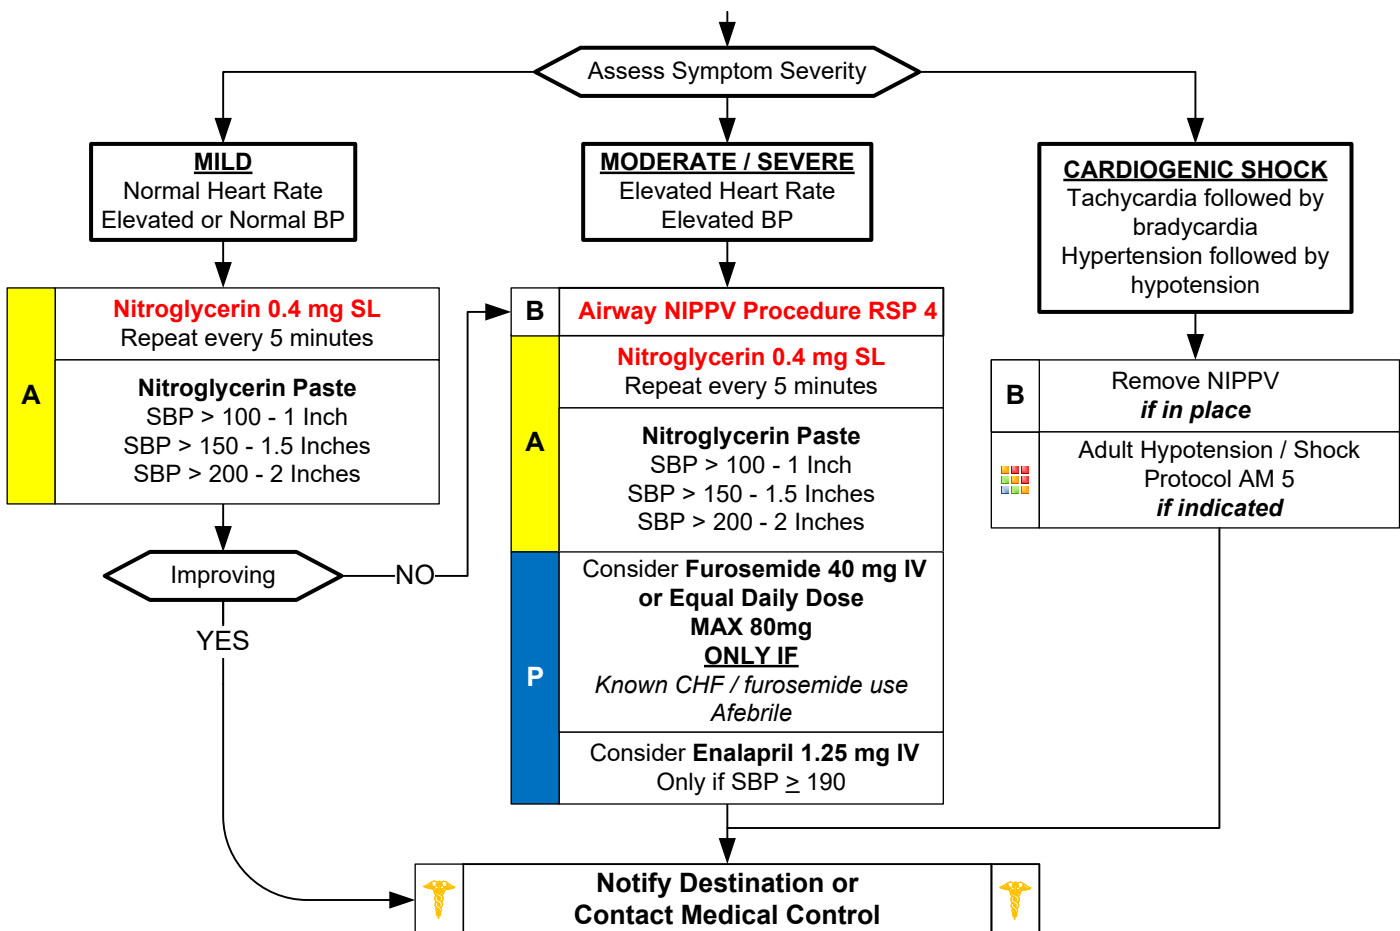 Assess Symptom Severity
MILD
Normal Heart Rate
Elevated or Normal BP
MODERATE / SEVERE
Elevated Heart Rate
Elevated BP
CARDIOGENIC SHOCK
Tachycardia followed by
bradycardia
Hypertension followed by
hypotension
A
Nitroglycerin 0.4 mg SL
Repeat every 5 minutes
Nitroglycerin Paste
SBP > 100 - 1 Inch
SBP > 150 - 1.5 Inches
SBP > 200 - 2 Inches
Improving
NO
YES
B
Airway NIPPV Procedure RSP 4
A
Nitroglycerin 0.4 mg SL
Repeat every 5 minutes
Nitroglycerin Paste
SBP > 100 - 1 Inch
SBP > 150 - 1.5 Inches
SBP > 200 - 2 Inches
P
Consider Furosemide 40 mg IV
or Equal Daily Dose
MAX 80mg
ONLY IF
Known CHF / furosemide use
Afebrile
Consider Enalapril 1.25 mg IV
Only if SBP ≥ 190
B
Remove NIPPV
if in place
Adult Hypotension / Shock
Protocol AM 5
if indicated
Notify Destination or
Contact Medical Control